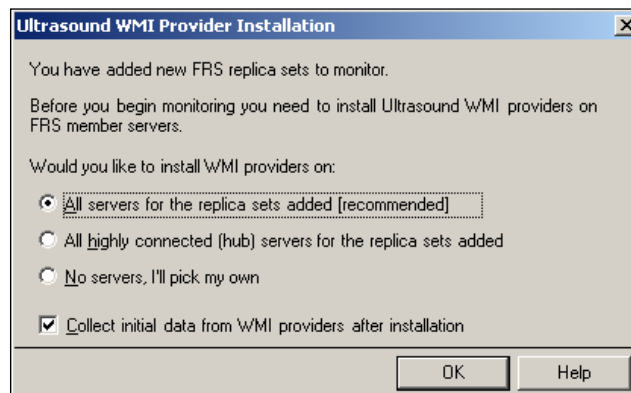 Ultrasound WMI Provider Installation
You have added new FRS replica sets to monitor.
Before you begin monitoring you need to install Ultrasound WMI providers on
FRS member servers.
Would you like to install WMI providers on:
All servers for the replica sets added [recommended]
All highly connected (hub) servers for the replica sets added
No servers, I'll pick my own
Collect initial data from WMI providers after installation
OK
Help